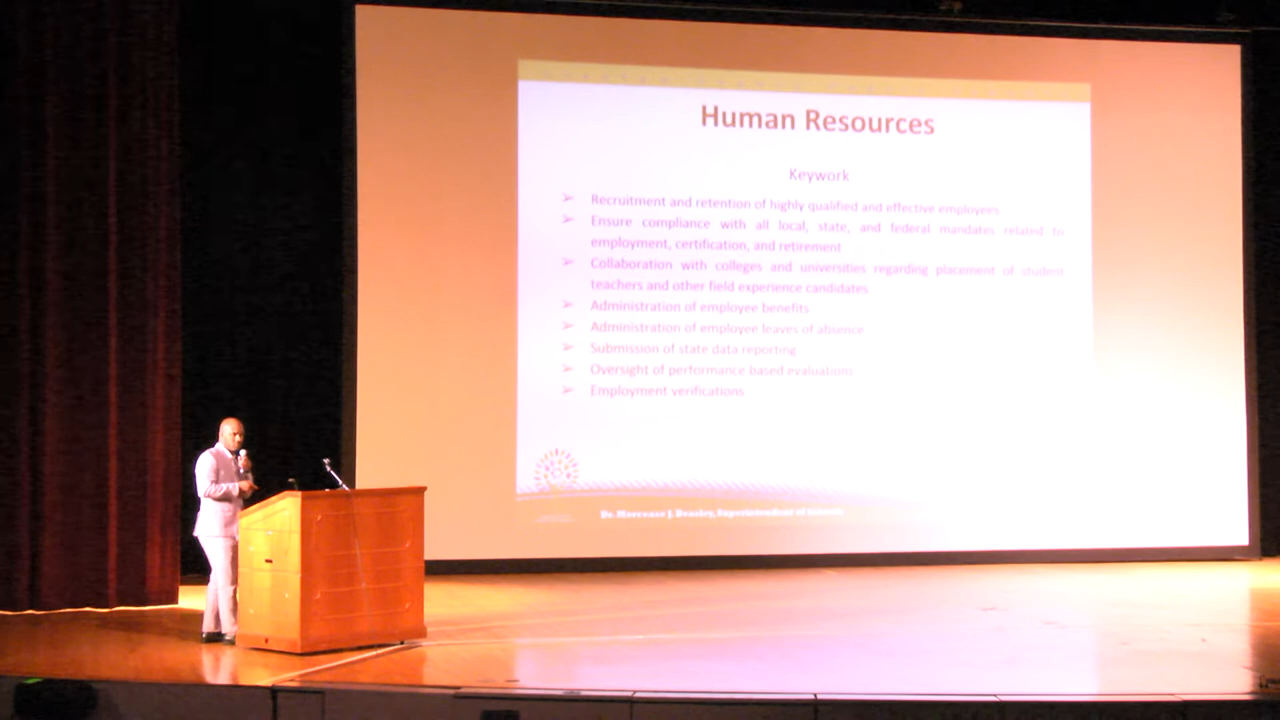 Human Resources
Keywork
➢ Recruitment and retention of highly qualified and effective employees
➢ Ensure compliance with all local, state, and federal mandates related to
employment, certification, and retirement
➢ Collaboration with colleges and universities regarding placement of student
teachers and other field experience candidates
➢ Administration of employee benefits
➢ Administration of employee leaves of absence
➢ Submission of state data reporting
➢ Oversight of performance based evaluations
➢ Employment verifications
Dr. Morcease J. Beasley, Superintendent of Schools